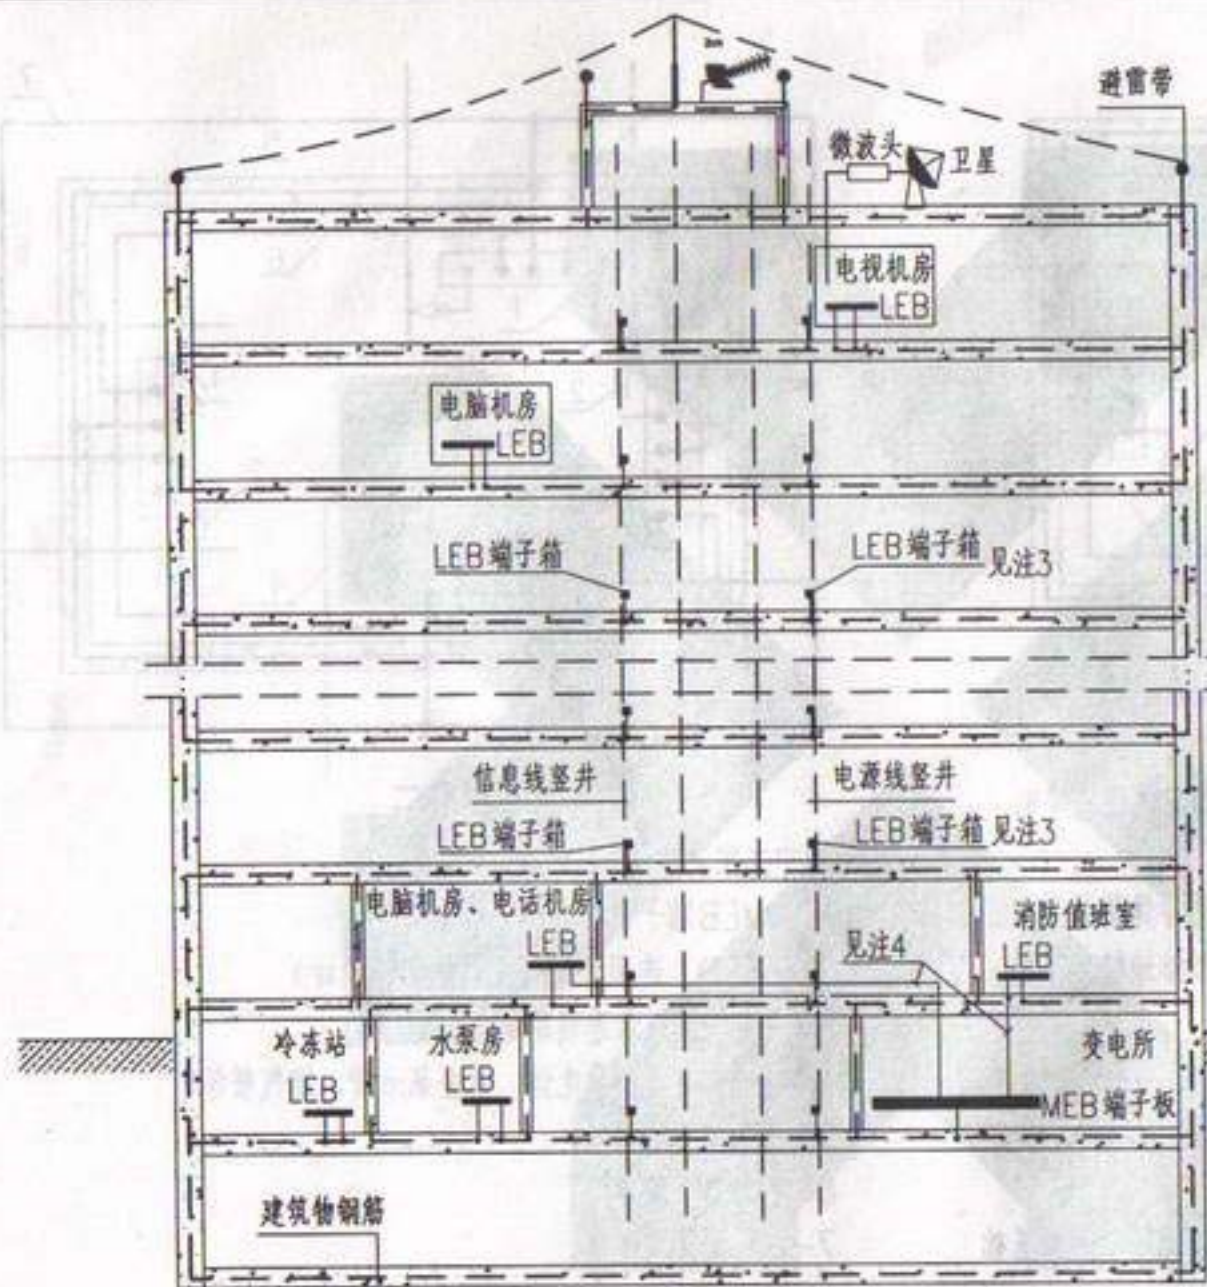 避雷带
微波头
卫星
电视机房
LEB
电脑机房
LEB
LEB端子箱
LEB端子箱 见注3
信息线竖井
电源线竖井
LEB端子箱
LEB端子箱 见注3
电脑机房、电话机房
LEB
见注4
消防值班室
LEB
冷冻站
LEB
水泵房
LEB
变电所
MEB端子板
建筑物钢筋